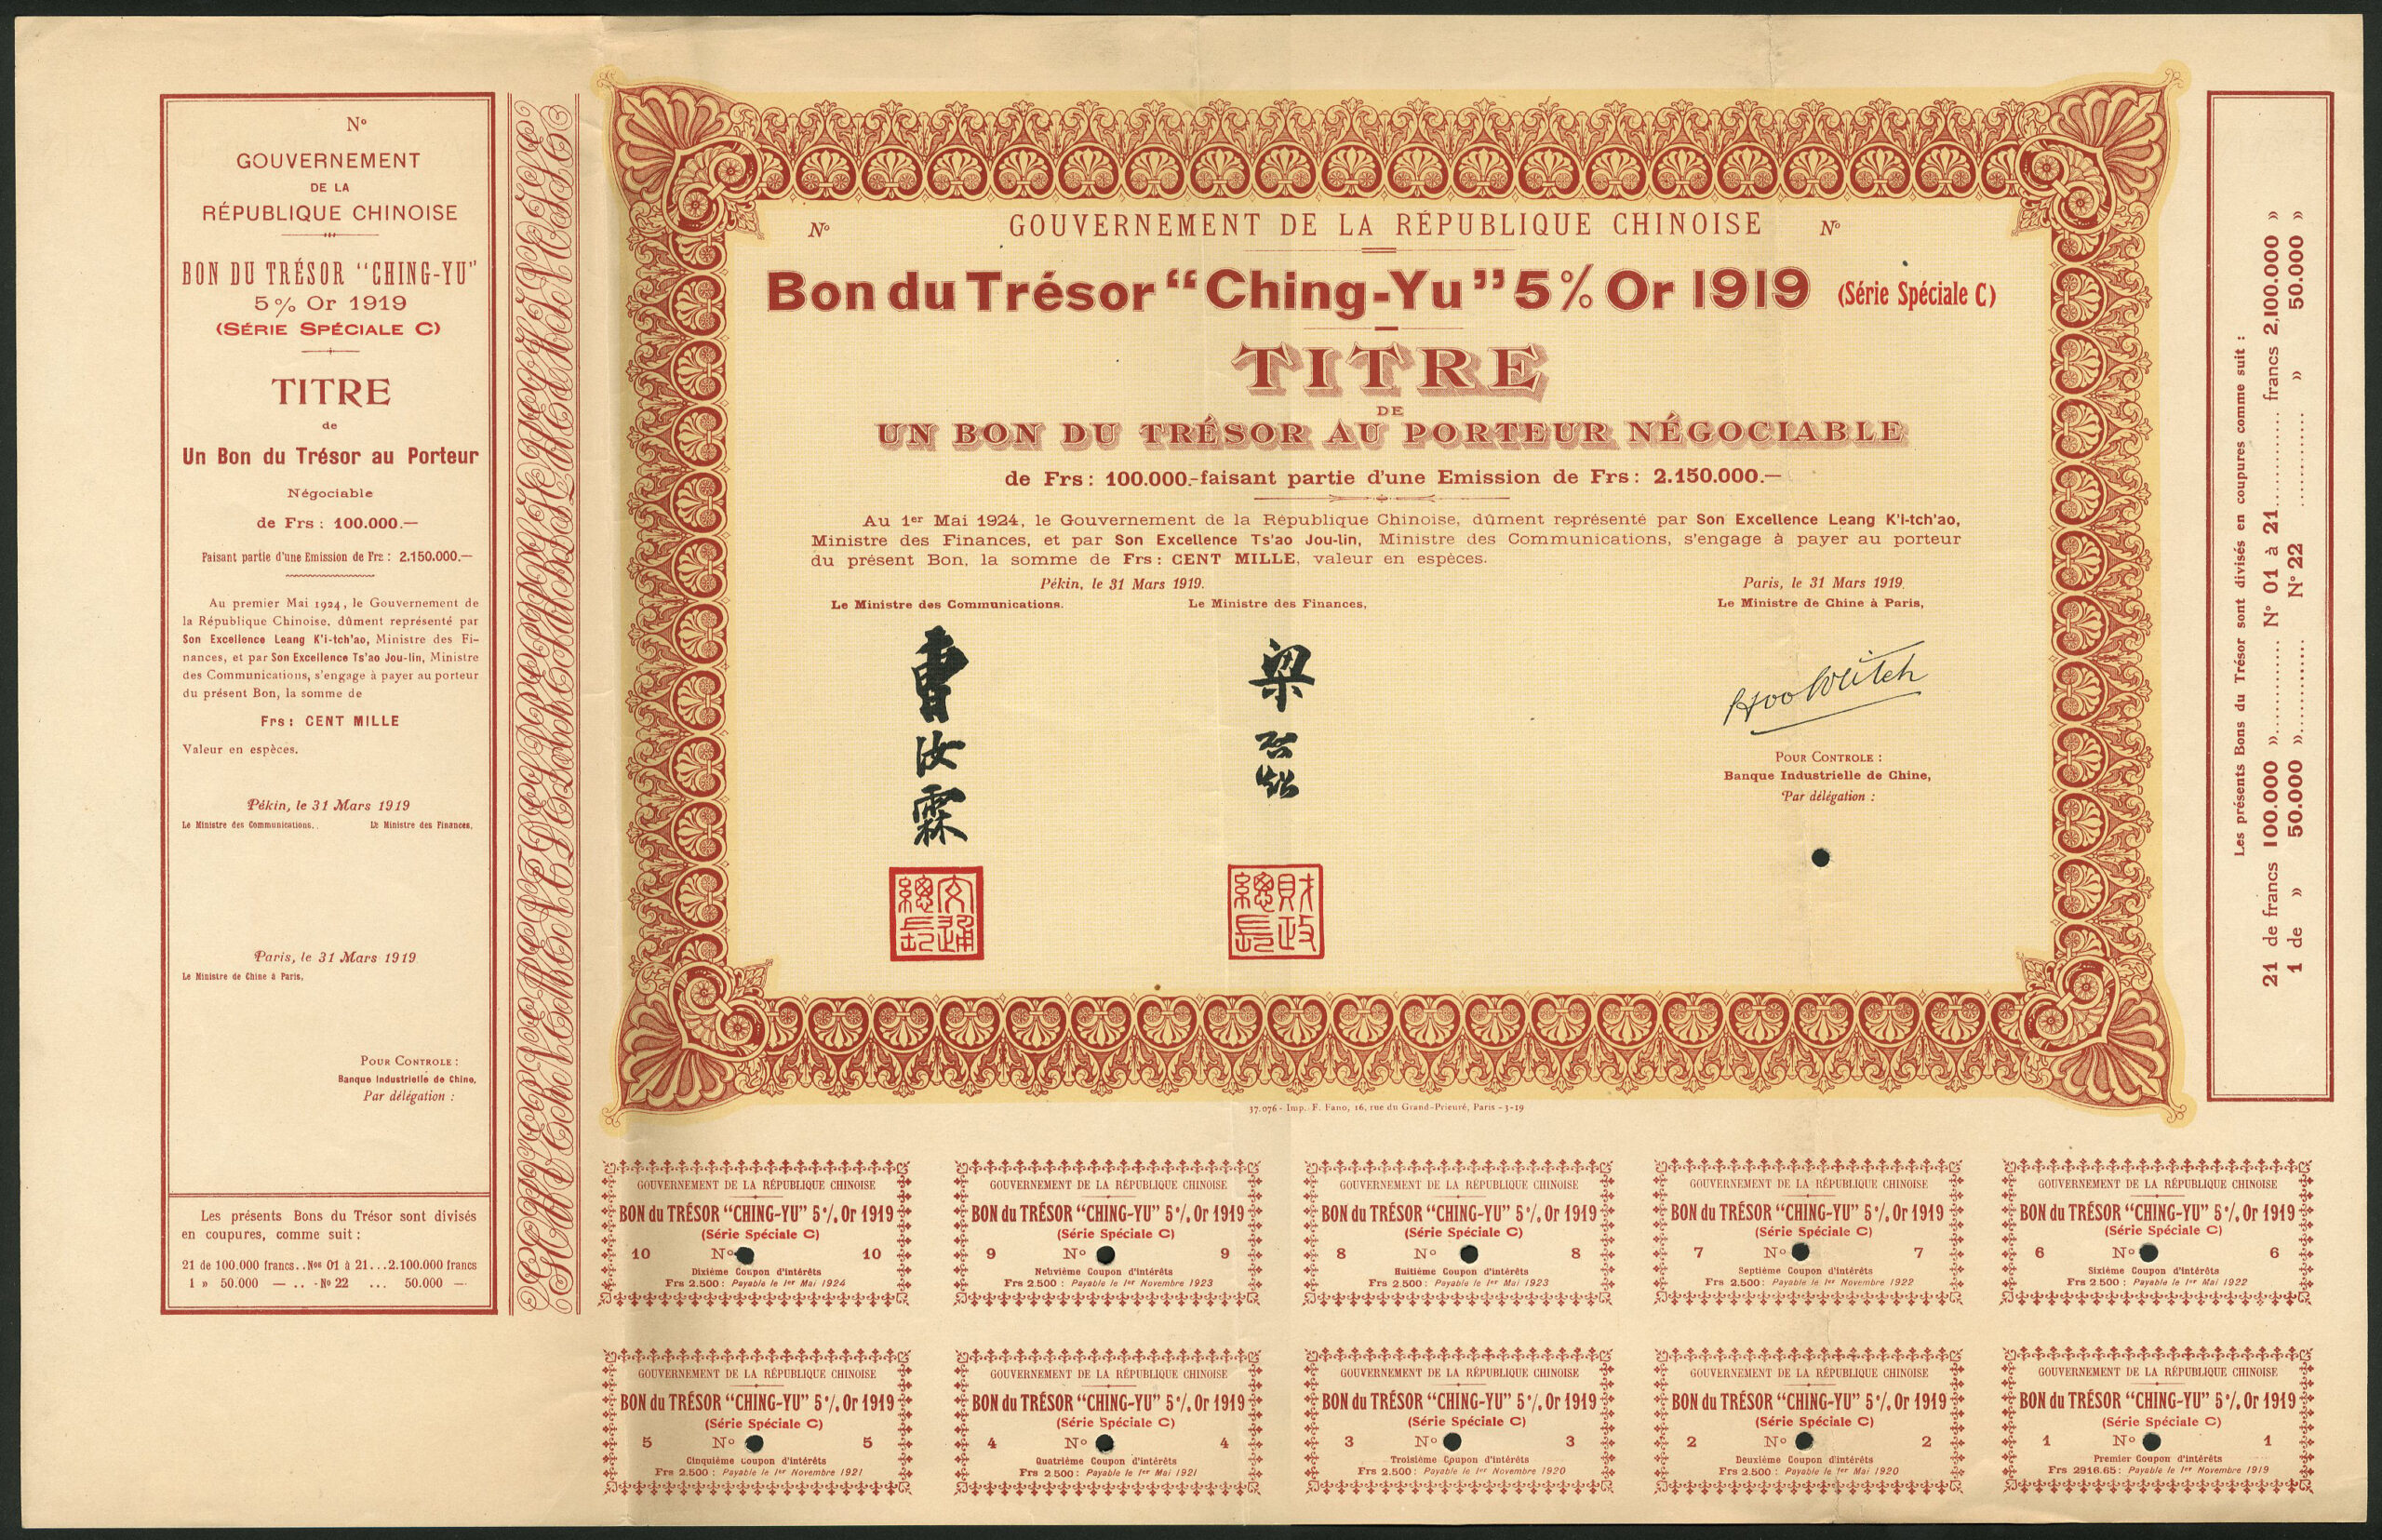 Nº
GOUVERNEMENT
DE LA
RÉPUBLIQUE CHINOISE
BON DU TRÉSOR “CHING-YU”
5% Or 1919
(SÉRIE SPÉCIALE C)
TITRE
de
Un Bon du Trésor au Porteur
Négociable
de Frs : 100.000.—
Faisant partie d'une Emission de Frs : 2.150.000.—
Au premier Mai 1924, le Gouvernement de
la République Chinoise, dûment représenté par
Son Excellence Leang K'i-tch'ao, Ministre des Fi-
nances, et par Son Excellence Ts'ao Jou-lin, Ministre
des Communications, s'engage à payer au porteur
du présent Bon, la somme de
Frs : CENT MILLE
Valeur en espèces.
Pékin, le 31 Mars 1919
Le Ministre des Communications. Le Ministre des Finances,
Paris, le 31 Mars 1919
Le Ministre de Chine à Paris,
POUR CONTROLE :
Banque Industrielle de Chine,
Par délégation :
Les présents Bons du Trésor sont divisés
en coupures, comme suit :
21 de 100.000 francs..Nos 01 à 21...2.100.000 francs
1 » 50.000 — .. - Nº 22 ... 50.000 —
Nº GOUVERNEMENT DE LA RÉPUBLIQUE CHINOISE Nº
Bon du Trésor “Ching-Yu” 5% Or 1919 (Série Spéciale C)
TITRE
DE
UN BON DU TRÉSOR AU PORTEUR NÉGOCIABLE
de Frs : 100.000.-faisant partie d'une Emission de Frs : 2.150.000.—
Au 1er Mai 1924, le Gouvernement de la République Chinoise, dûment représenté par Son Excellence Leang K'i-tch'ao,
Ministre des Finances, et par Son Excellence Ts'ao Jou-lin, Ministre des Communications, s'engage à payer au porteur
du présent Bon, la somme de Frs : CENT MILLE, valeur en espèces.
Pékin, le 31 Mars 1919. Paris, le 31 Mars 1919.
Le Ministre des Communications. Le Ministre des Finances, Le Ministre de Chine à Paris,
曹汝霖
梁啟超
Hoo Wei teh
POUR CONTROLE :
Banque Industrielle de Chine,
Par délégation :
交通總長
財政總長
37.076 - Imp. F. Fano, 16, rue du Grand-Prieuré, Paris - 3-19
Les présents Bons du Trésor sont divisés en coupures comme suit :
21 de francs 100.000 »............ Nº 01 à 21............ francs 2,100.000 »
1 de » 50.000 »............ Nº 22 ............ » 50.000 »
GOUVERNEMENT DE LA RÉPUBLIQUE CHINOISE
BON du TRÉSOR “CHING-YU” 5%. Or 1919
(Série Spéciale C)
10 Nº 10
Dixième Coupon d'intérêts
Frs 2.500 : Payable le 1er Mai 1924
GOUVERNEMENT DE LA RÉPUBLIQUE CHINOISE
BON du TRÉSOR “CHING-YU” 5%. Or 1919
(Série Spéciale C)
9 Nº 9
Neuvième Coupon d'intérêts
Frs 2.500 : Payable le 1er Novembre 1923
GOUVERNEMENT DE LA RÉPUBLIQUE CHINOISE
BON du TRÉSOR “CHING-YU” 5%. Or 1919
(Série Spéciale C)
8 Nº 8
Huitième Coupon d'intérêts
Frs 2.500 : Payable le 1er Mai 1923
GOUVERNEMENT DE LA RÉPUBLIQUE CHINOISE
BON du TRÉSOR “CHING-YU” 5%. Or 1919
(Série Spéciale C)
7 Nº 7
Septième Coupon d'intérêts
Frs 2.500 : Payable le 1er Novembre 1922
GOUVERNEMENT DE LA RÉPUBLIQUE CHINOISE
BON du TRÉSOR “CHING-YU” 5%. Or 1919
(Série Spéciale C)
6 Nº 6
Sixième Coupon d'intérêts
Frs 2.500 : Payable le 1er Mai 1922
GOUVERNEMENT DE LA RÉPUBLIQUE CHINOISE
BON du TRÉSOR “CHING-YU” 5%. Or 1919
(Série Spéciale C)
5 Nº 5
Cinquième Coupon d'intérêts
Frs 2.500 : Payable le 1er Novembre 1921
GOUVERNEMENT DE LA RÉPUBLIQUE CHINOISE
BON du TRÉSOR “CHING-YU” 5%. Or 1919
(Série Spéciale C)
4 Nº 4
Quatrième Coupon d'intérêts
Frs 2.500 : Payable le 1er Mai 1921
GOUVERNEMENT DE LA RÉPUBLIQUE CHINOISE
BON du TRÉSOR “CHING-YU” 5%. Or 1919
(Série Spéciale C)
3 Nº 3
Troisième Coupon d'intérêts
Frs 2.500 : Payable le 1er Novembre 1920
GOUVERNEMENT DE LA RÉPUBLIQUE CHINOISE
BON du TRÉSOR “CHING-YU” 5%. Or 1919
(Série Spéciale C)
2 Nº 2
Deuxième Coupon d'intérêts
Frs 2.500 : Payable le 1er Mai 1920
GOUVERNEMENT DE LA RÉPUBLIQUE CHINOISE
BON du TRÉSOR “CHING-YU” 5%. Or 1919
(Série Spéciale C)
1 Nº 1
Premier Coupon d'intérêts
Frs 2916.65 : Payable le 1er Novembre 1919